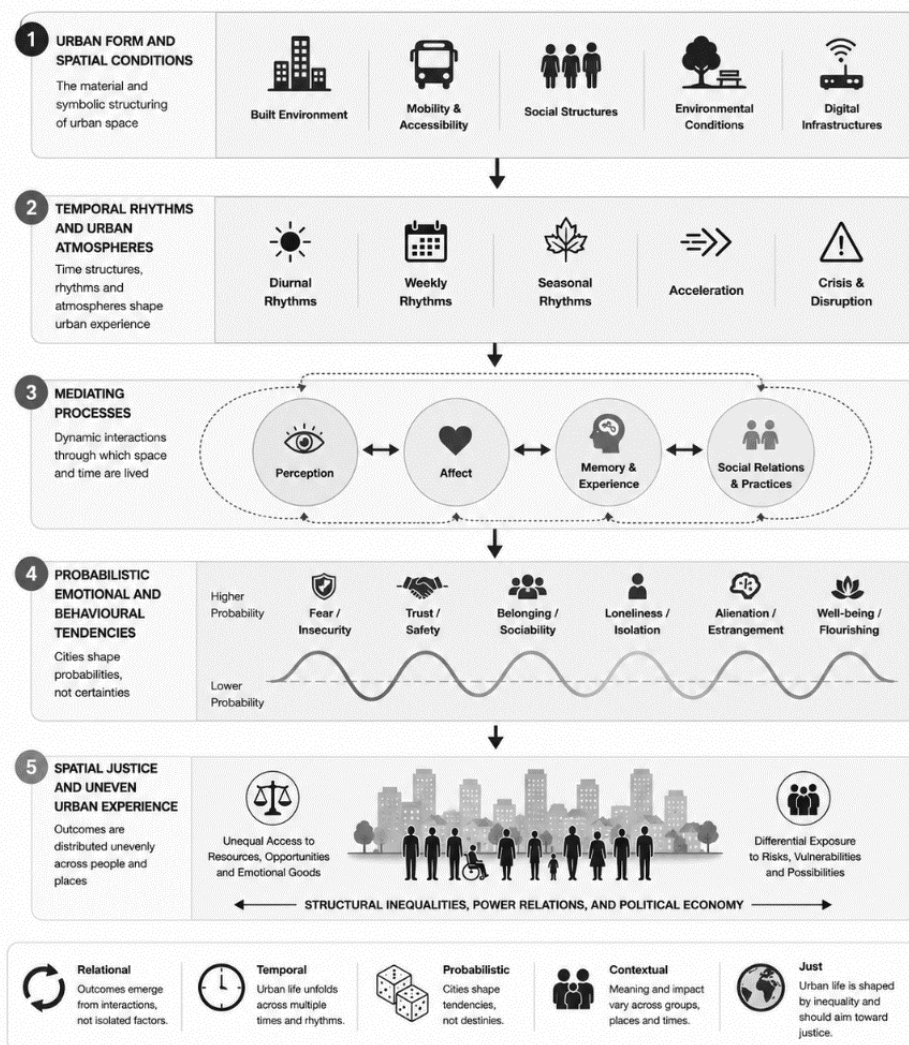 1
URBAN FORM AND
SPATIAL CONDITIONS
The material and
symbolic structuring
of urban space
Built Environment
Mobility &
Accessibility
Social Structures
Environmental
Conditions
Digital
Infrastructures
2
TEMPORAL RHYTHMS
AND URBAN
ATMOSPHERES
Time structures,
rhythms and
atmospheres shape
urban experience
Diurnal
Rhythms
Weekly
Rhythms
Seasonal
Rhythms
Acceleration
Crisis &
Disruption
3
MEDIATING
PROCESSES
Dynamic interactions
through which space
and time are lived
Perception
Affect
Memory &
Experience
Social Relations
& Practices
4
PROBABILISTIC
EMOTIONAL AND
BEHAVIOURAL
TENDENCIES
Cities shape
probabilities,
not certainties
Higher
Probability
Lower
Probability
Fear /
Insecurity
Trust /
Safety
Belonging /
Sociability
Loneliness /
Isolation
Alienation /
Estrangement
Well-being /
Flourishing
5
SPATIAL JUSTICE
AND UNEVEN
URBAN EXPERIENCE
Outcomes are
distributed unevenly
across people and
places
Unequal Access to
Resources, Opportunities
and Emotional Goods
Differential Exposure
to Risks, Vulnerabilities
and Possibilities
STRUCTURAL INEQUALITIES, POWER RELATIONS, AND POLITICAL ECONOMY
Relational
Outcomes emerge
from interactions,
not isolated factors.
Temporal
Urban life unfolds
across multiple
times and rhythms.
Probabilistic
Cities shape
tendencies,
not destinies.
Contextual
Meaning and impact
vary across groups,
places and times.
Just
Urban life is shaped
by inequality and
should aim toward
justice.